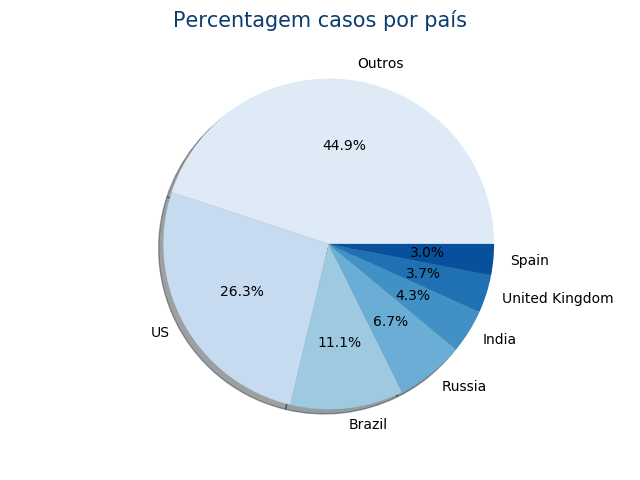 Percentagem casos por país
Outros
44.9%
US
26.3%
Brazil
11.1%
Russia
6.7%
India
4.3%
United Kingdom
3.7%
Spain
3.0%